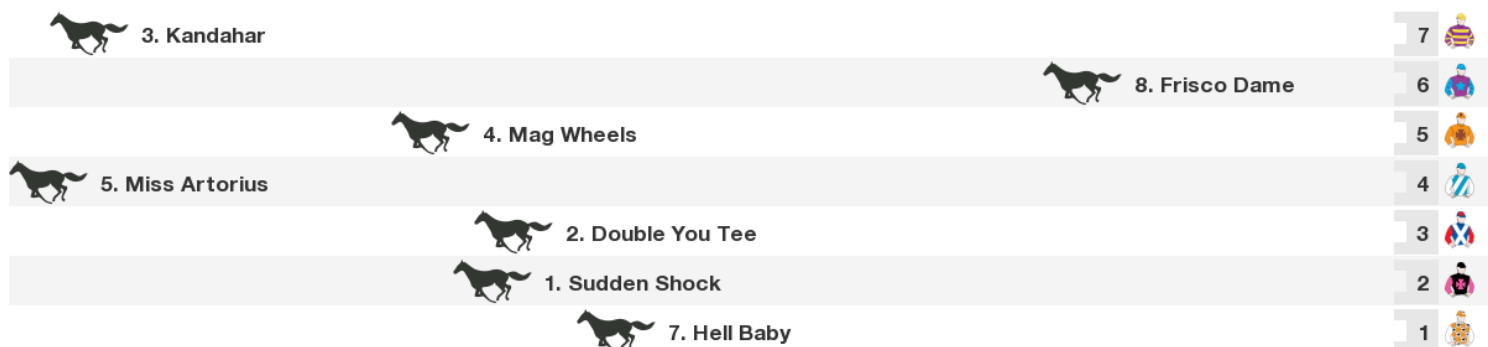 3. Kandahar 7
8. Frisco Dame 6
4. Mag Wheels 5
5. Miss Artorius 4
2. Double You Tee 3
1. Sudden Shock 2
7. Hell Baby 1